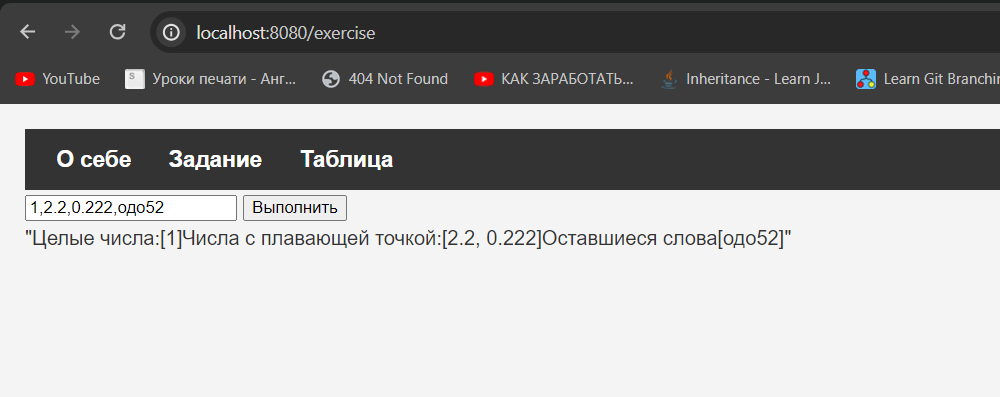 localhost:8080/exercise
YouTube Уроки печати - Анг... 404 Not Found КАК ЗАРАБОТАТЬ... Inheritance - Learn J... Learn Git Branchin
О себе Задание Таблица
1,2.2,0.222,одо52 Выполнить
"Целые числа:[1]Числа с плавающей точкой:[2.2, 0.222]Оставшиеся слова[одо52]"